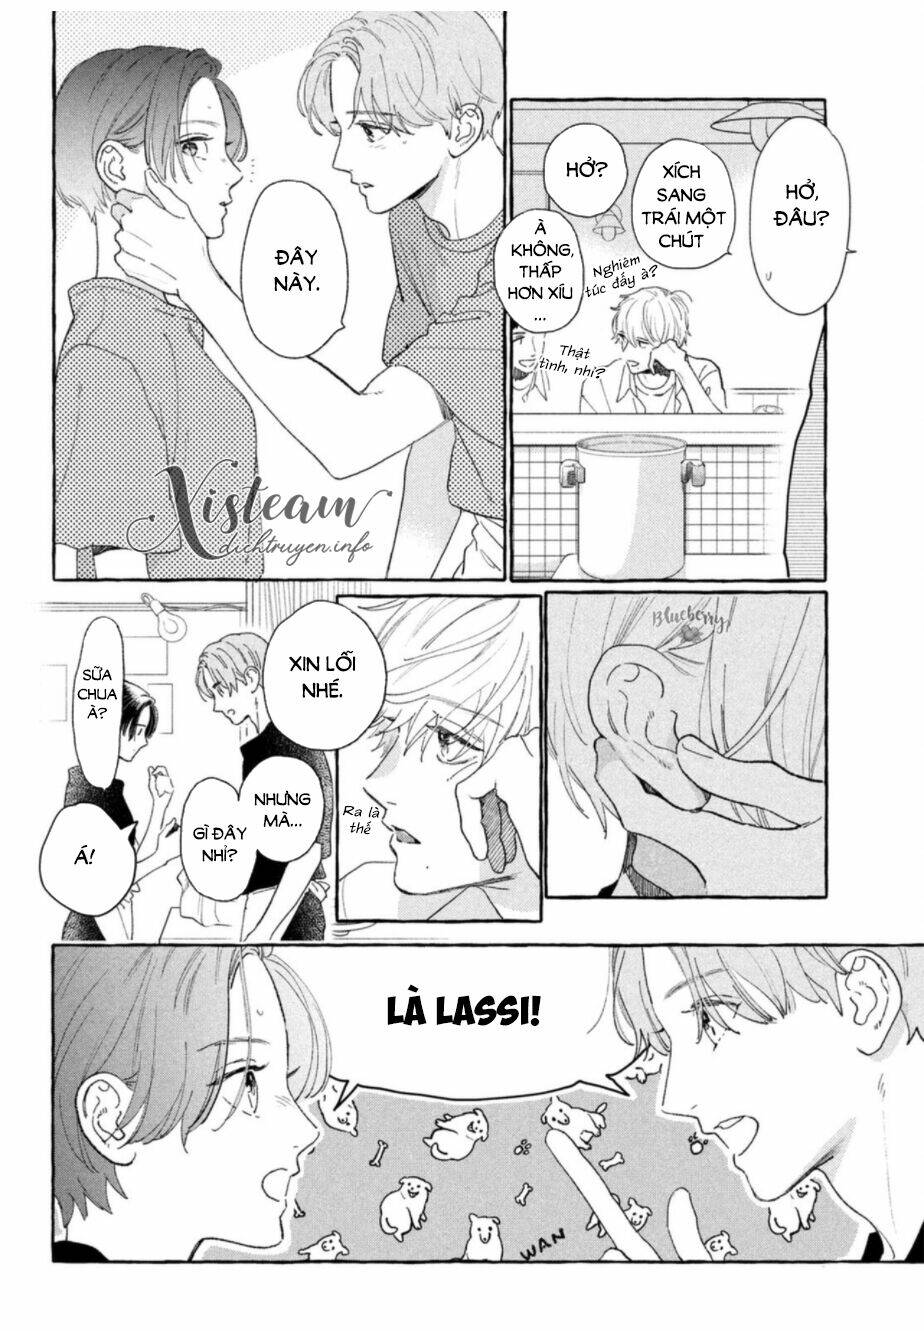 HỞ,
ĐÂU?
XÍCH
SANG
TRÁI MỘT
CHÚT
HỞ?
À
KHÔNG,
THẤP
HƠN XÍU
...
Nghiêm
túc đấy à?
Thật
tình, nhỉ?
ĐÂY
NÀY.
Xisteam
dichtruyen.info
Blueberry
XIN LỖI
NHÉ.
Ra là
thế
NHƯNG
MÀ...
GÌ ĐÂY
NHỈ?
SỮA
CHUA
À?
Á!
LÀ LASSI!
WAN